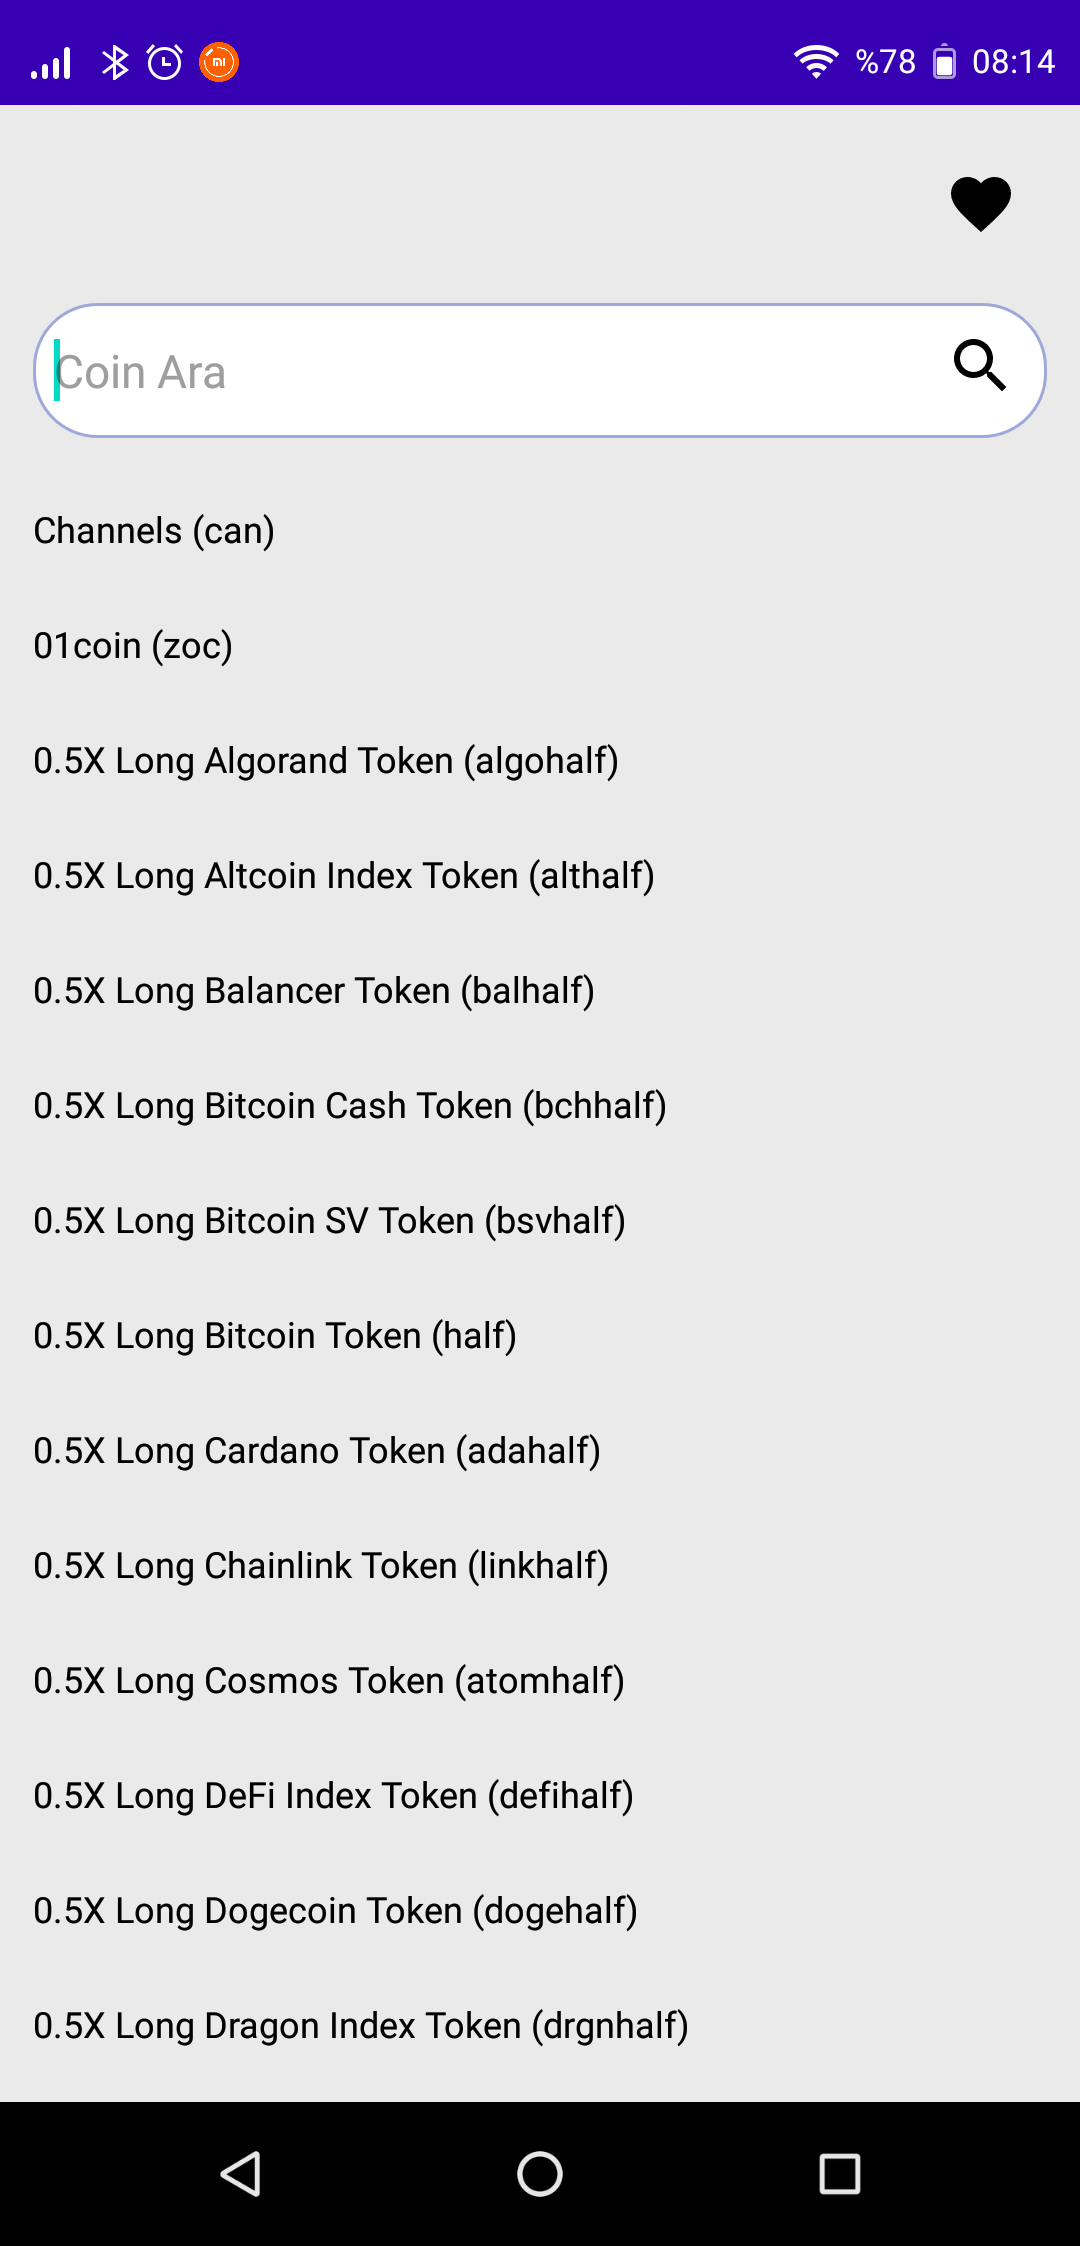 %78 08:14
Coin Ara
Channels (can)
01coin (zoc)
0.5X Long Algorand Token (algohalf)
0.5X Long Altcoin Index Token (althalf)
0.5X Long Balancer Token (balhalf)
0.5X Long Bitcoin Cash Token (bchhalf)
0.5X Long Bitcoin SV Token (bsvhalf)
0.5X Long Bitcoin Token (half)
0.5X Long Cardano Token (adahalf)
0.5X Long Chainlink Token (linkhalf)
0.5X Long Cosmos Token (atomhalf)
0.5X Long DeFi Index Token (defihalf)
0.5X Long Dogecoin Token (dogehalf)
0.5X Long Dragon Index Token (drgnhalf)